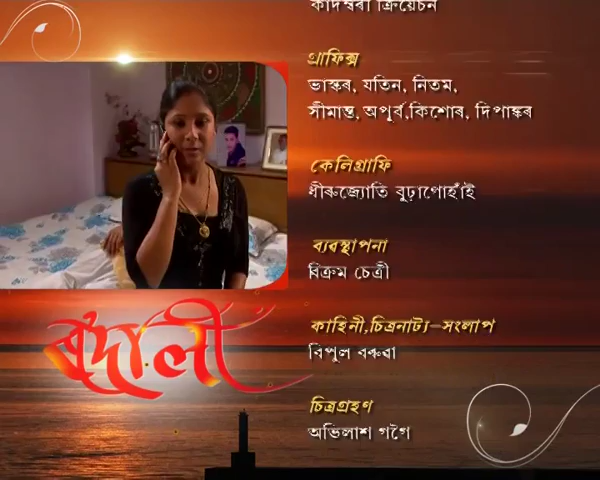 কাদম্বৰী ক্ৰিয়েচন
গ্ৰাফিক্স
ভাস্কৰ, যতিন, নিতম,
সীমান্ত, অপূৰ্ব,কিশোৰ, দিপাঙ্কৰ
কেলিগ্ৰাফি
ধীৰুজ্যোতি বুঢ়াগোহাঁই
ব্যৱস্থাপনা
বিক্ৰম চেত্ৰী
কাহিনী,চিত্ৰনাট্য-সংলাপ
বিপুল বৰুৱা
চিত্ৰগ্ৰহণ
অভিলাশ গগৈ
ৰ'দালী